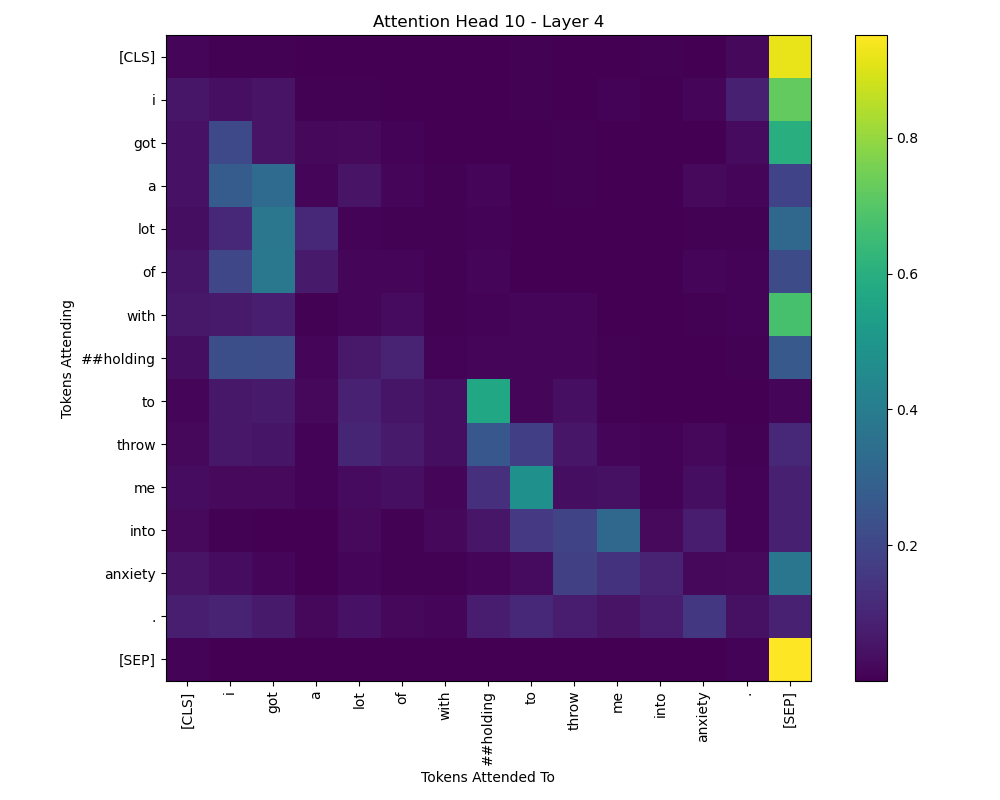 Attention Head 10 - Layer 4
Tokens Attending
[CLS]
i
got
a
lot
of
with
##holding
to
throw
me
into
anxiety
.
[SEP]
[CLS]
i
got
a
lot
of
with
##holding
to
throw
me
into
anxiety
.
[SEP]
Tokens Attended To
0.8
0.6
0.4
0.2